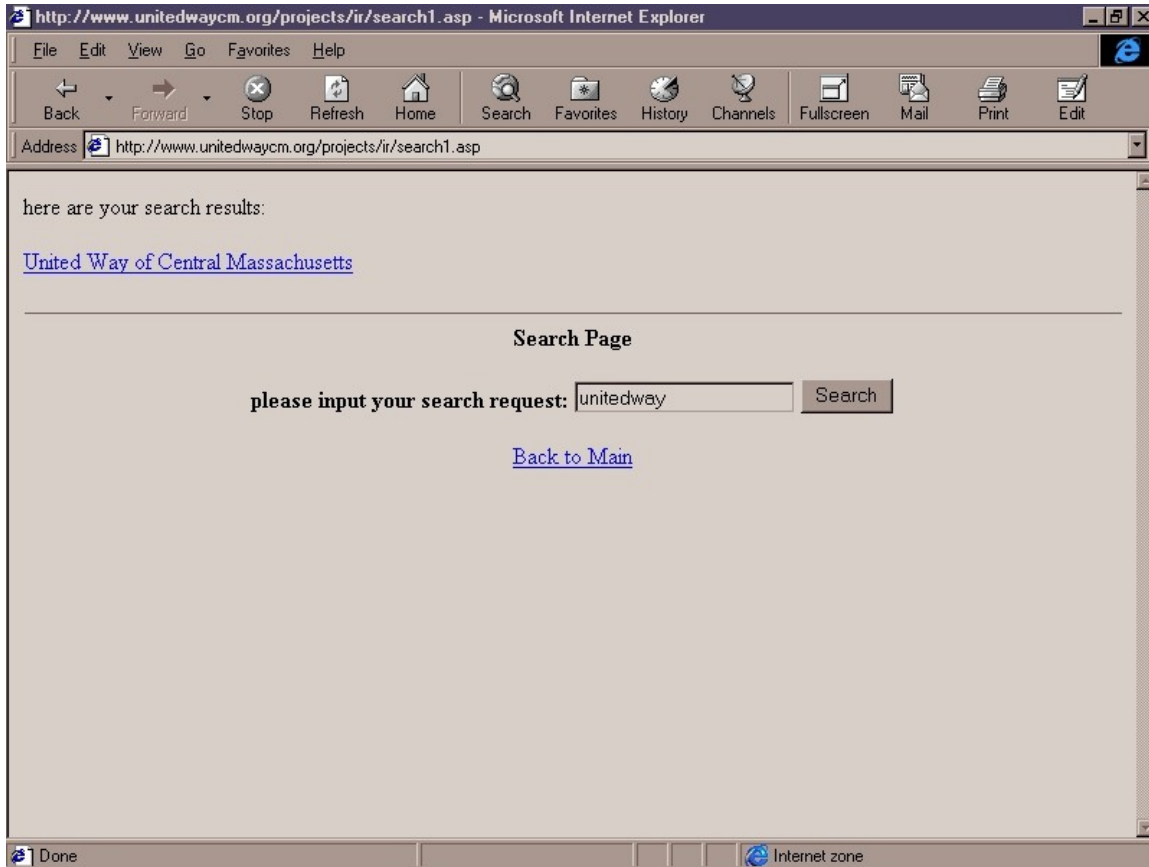 http://www.unitedwaycm.org/projects/ir/search1.asp - Microsoft Internet Explorer
File Edit View Go Favorites Help
Back Forward Stop Refresh Home Search Favorites History Channels Fullscreen Mail Print Edit
Address http://www.unitedwaycm.org/projects/ir/search1.asp
here are your search results:
United Way of Central Massachusetts
Search Page
please input your search request: unitedway Search
Back to Main
Done Internet zone